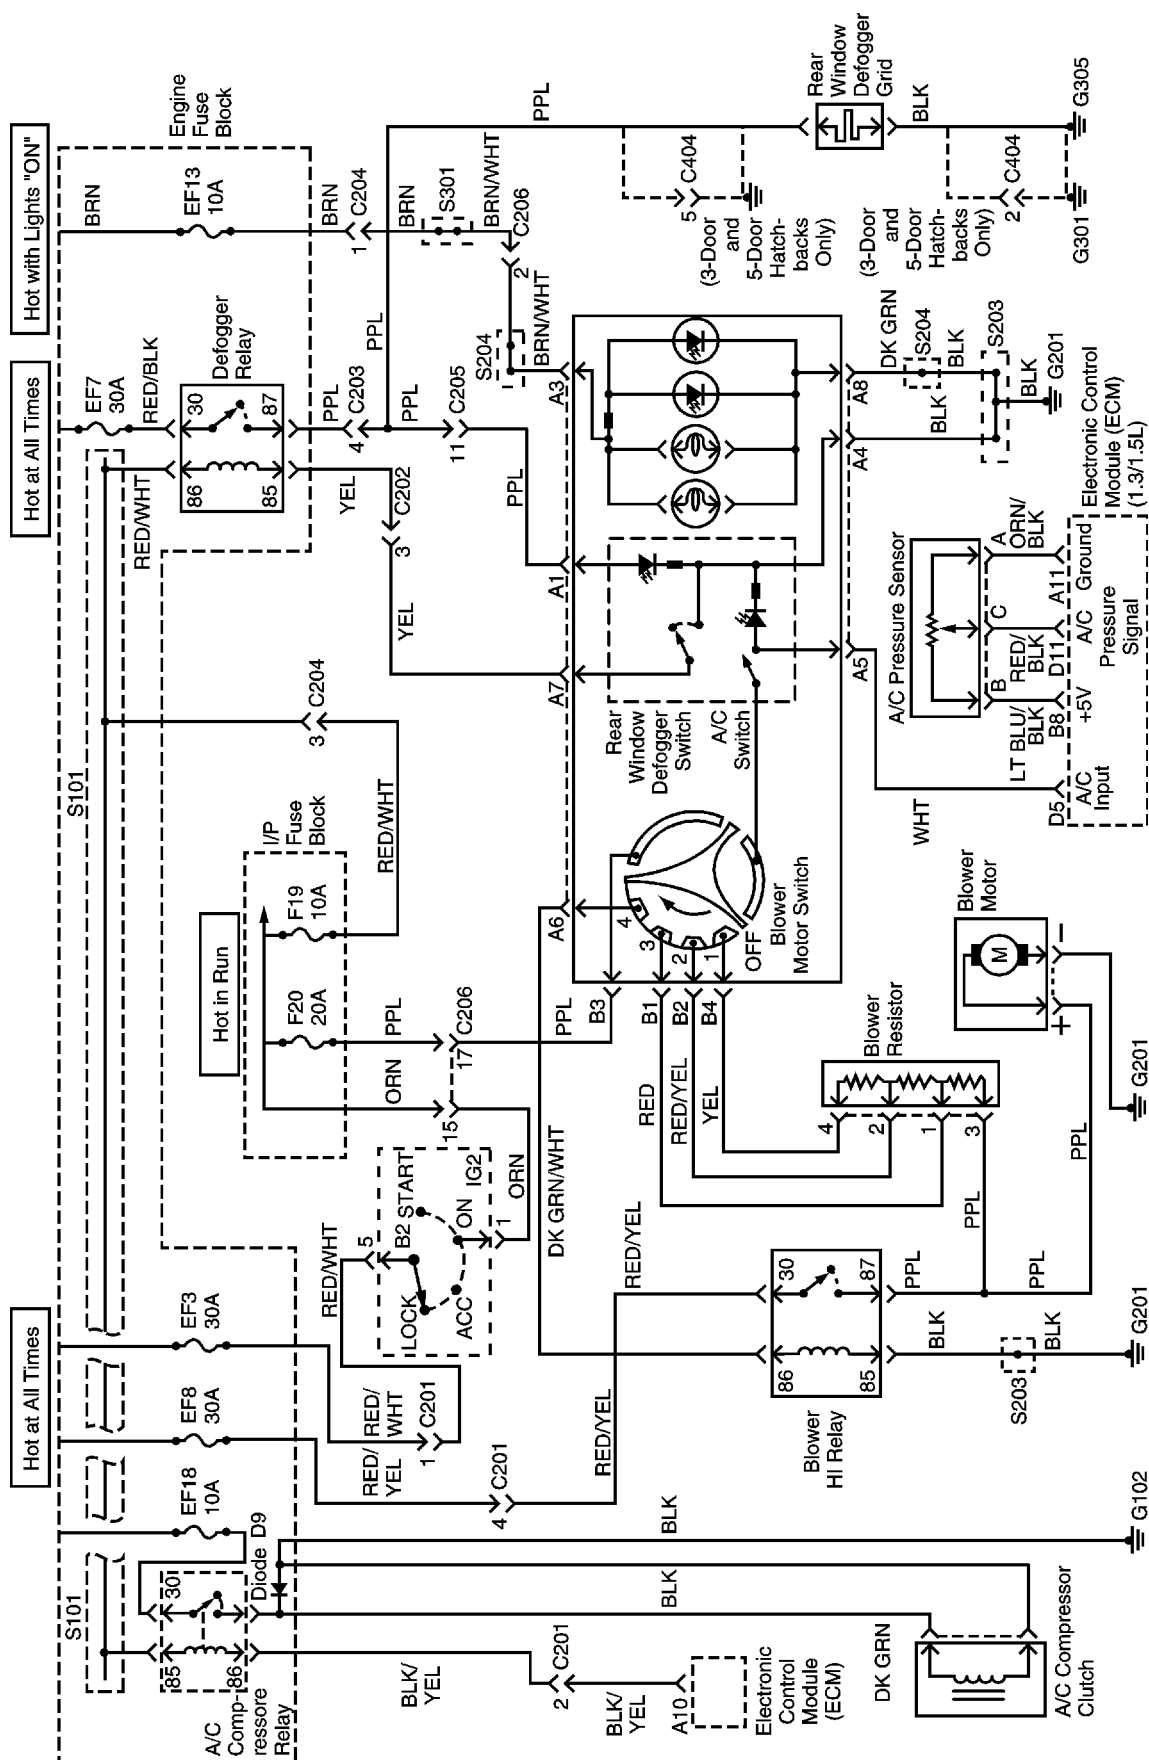 Hot at All Times
Hot at All Times
Hot with Lights "ON"
Engine
Fuse
Block
S101
EF18
10A
EF8
30A
EF3
30A
S101
EF7
30A
RED/BLK
BRN
EF13
10A
Defogger
Relay
30
87
86
85
RED/WHT
85
86
30
Diode D9
A/C
Comp-
ressore
Relay
BLK/
YEL
C201
2
BLK/
YEL
A10
Electronic
Control
Module
(ECM)
BLK
BLK
G102
DK GRN
A/C Compressor
Clutch
RED/
YEL
RED/
WHT
1
C201
4
C201
RED/YEL
RED/YEL
RED/WHT
5
B2
START
LOCK
ACC
ON
IG2
1
ORN
Hot in Run
I/P
Fuse
Block
F20
20A
F19
10A
ORN
PPL
15
17
C206
RED/WHT
3
C204
DK GRN/WHT
PPL
Blower
HI Relay
86
85
30
87
BLK
S203
BLK
G201
PPL
PPL
PPL
PPL
Blower
Resistor
4
2
1
3
RED
RED/YEL
YEL
B3
B1
B2
B4
A6
4
3
2
1
OFF
Blower
Motor Switch
Blower
Motor
M
+
–
G201
YEL
C202
3
YEL
A7
PPL
4
C203
PPL
PPL
11
C205
PPL
A1
BRN
1
C204
BRN
S301
BRN/WHT
C206
2
S204
BRN/WHT
A3
Rear
Window
Defogger
Switch
A/C
Switch
A5
A4
A8
DK GRN
S204
BLK
BLK
S203
BLK
G201
WHT
A/C Pressure Sensor
B
C
A
LT BLU/
BLK
RED/
BLK
ORN/
BLK
D5
B8
D11
A11
A/C
Input
+5V
A/C
Pressure
Signal
Ground
Electronic Control
Module (ECM)
(1.3/1.5L)
PPL
Rear
Window
Defogger
Grid
BLK
G305
5
C404
(3-Door
and
5-Door
Hatch-
backs
Only)
2
C404
(3-Door
and
5-Door
Hatch-
backs
Only)
G301